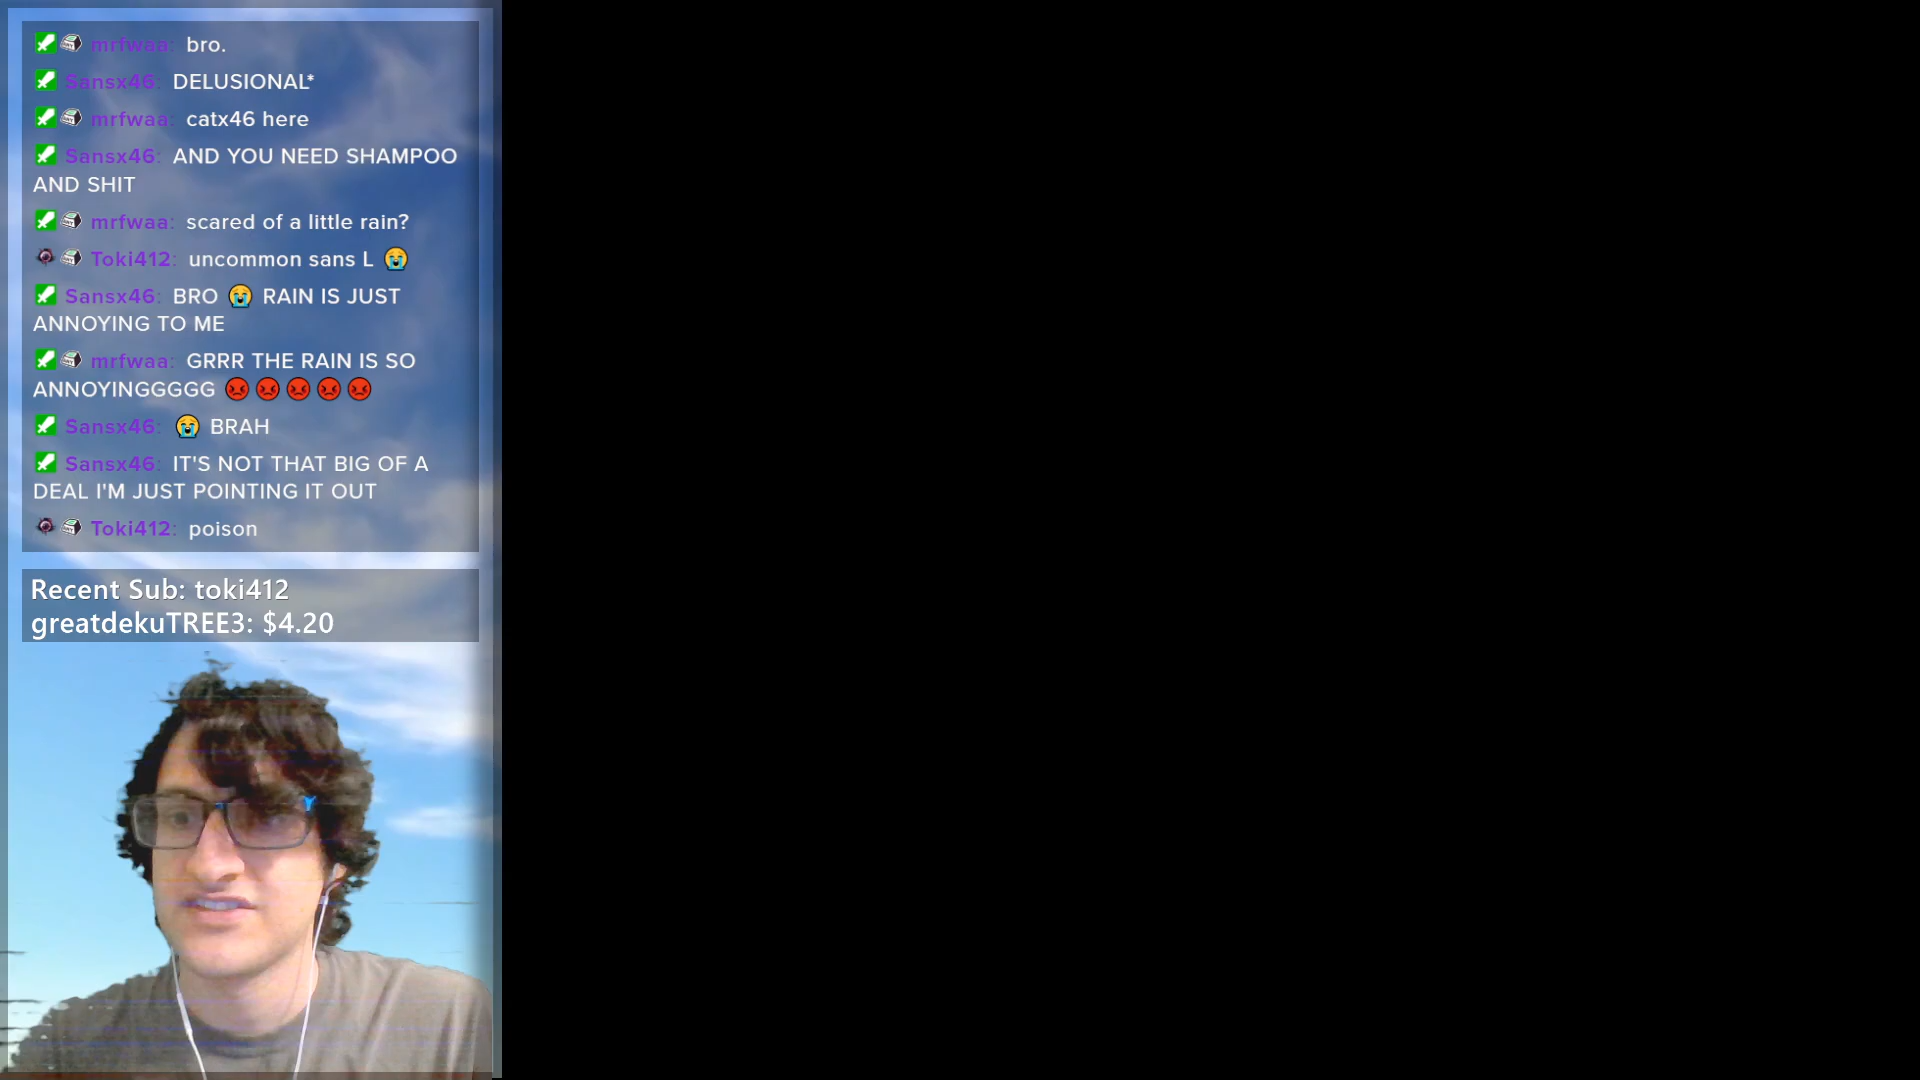 mrfwaa: bro.
Sansx46: DELUSIONAL*
mrfwaa: catx46 here
Sansx46: AND YOU NEED SHAMPOO
AND SHIT
mrfwaa: scared of a little rain?
Toki412: uncommon sans L 😭
Sansx46: BRO 😭 RAIN IS JUST
ANNOYING TO ME
mrfwaa: GRRR THE RAIN IS SO
ANNOYINGGGGG 😡 😡 😡 😡 😡
Sansx46: 😭 BRAH
Sansx46: IT'S NOT THAT BIG OF A
DEAL I'M JUST POINTING IT OUT
Toki412: poison
Recent Sub: toki412
greatdekuTREE3: $4.20